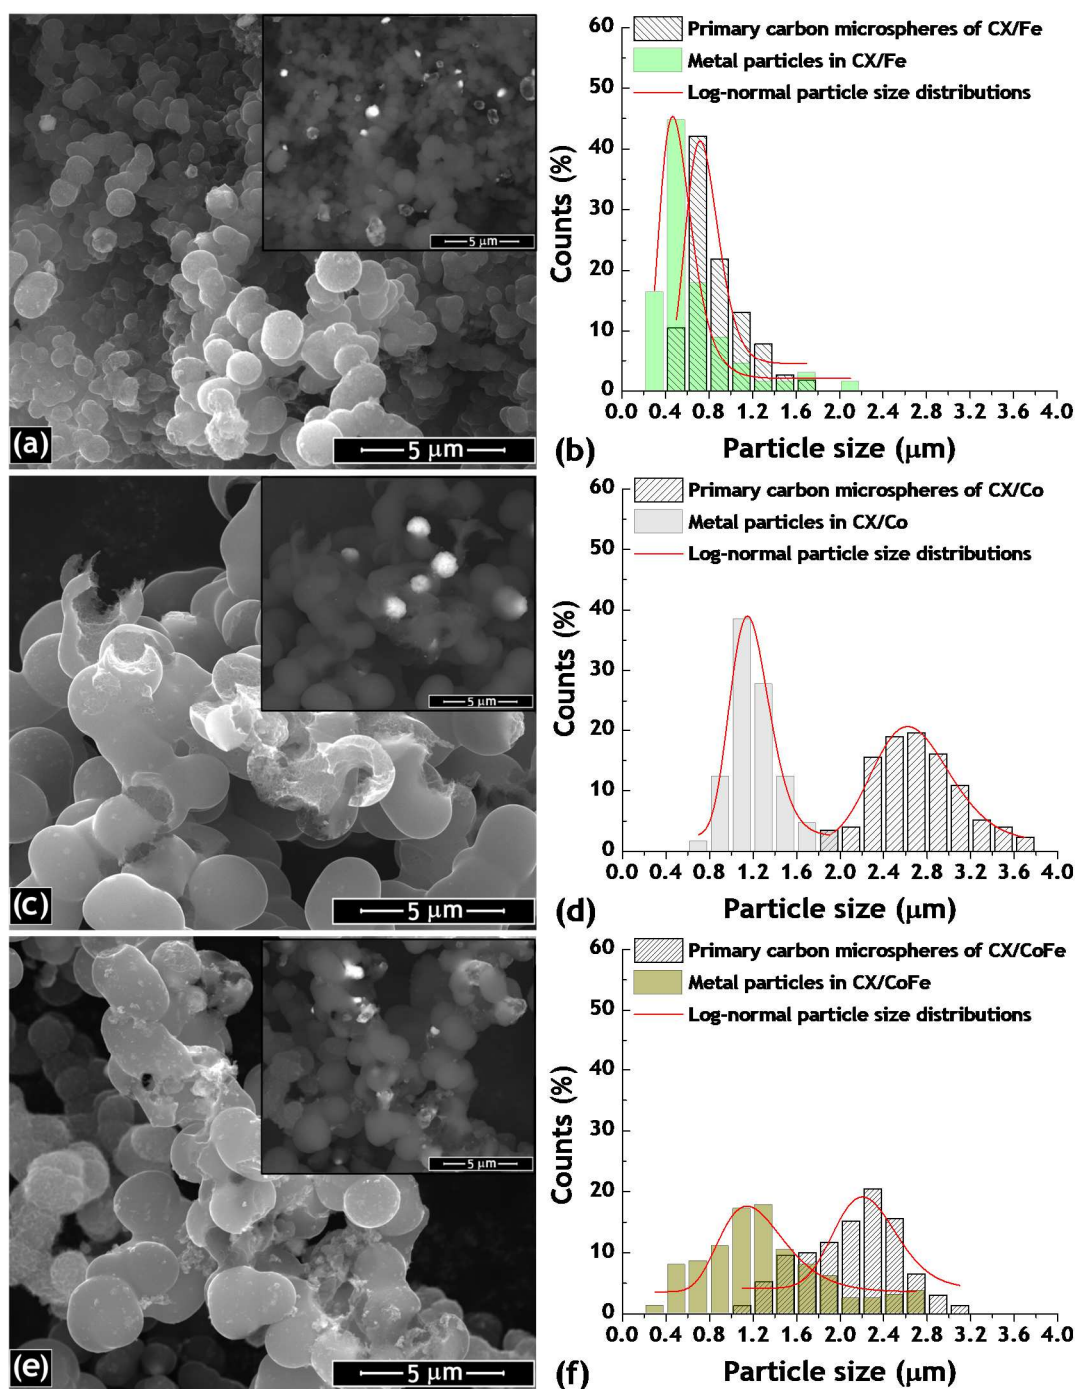 5 μm
(a)
5 μm
Primary carbon microspheres of CX/Fe
Metal particles in CX/Fe
Log-normal particle size distributions
60
50
40
30
20
10
0
Counts (%)
0.0 0.4 0.8 1.2 1.6 2.0 2.4 2.8 3.2 3.6 4.0
(b) Particle size (μm)
5 μm
(c)
5 μm
Primary carbon microspheres of CX/Co
Metal particles in CX/Co
Log-normal particle size distributions
60
50
40
30
20
10
0
Counts (%)
0.0 0.4 0.8 1.2 1.6 2.0 2.4 2.8 3.2 3.6 4.0
(d) Particle size (μm)
5 μm
(e)
5 μm
Primary carbon microspheres of CX/CoFe
Metal particles in CX/CoFe
Log-normal particle size distributions
60
50
40
30
20
10
0
Counts (%)
0.0 0.4 0.8 1.2 1.6 2.0 2.4 2.8 3.2 3.6 4.0
(f) Particle size (μm)